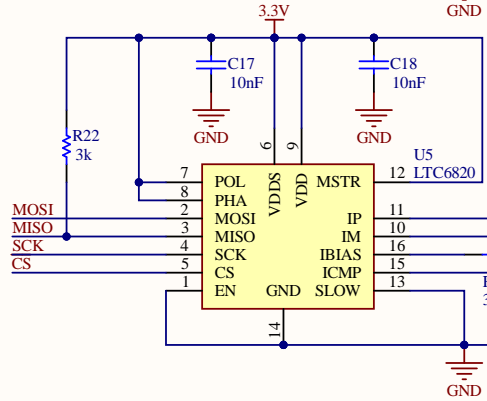 GND
3.3V
C17
10nF
C18
10nF
GND
GND
R22
3k
6
9
U5
LTC6820
7 POL VDDS VDD MSTR 12
8 PHA
MOSI 2 MOSI IP 11
MISO 3 MISO IM 10
SCK 4 SCK IBIAS 16
CS 5 CS ICMP 15
1 EN GND SLOW 13
14
GND